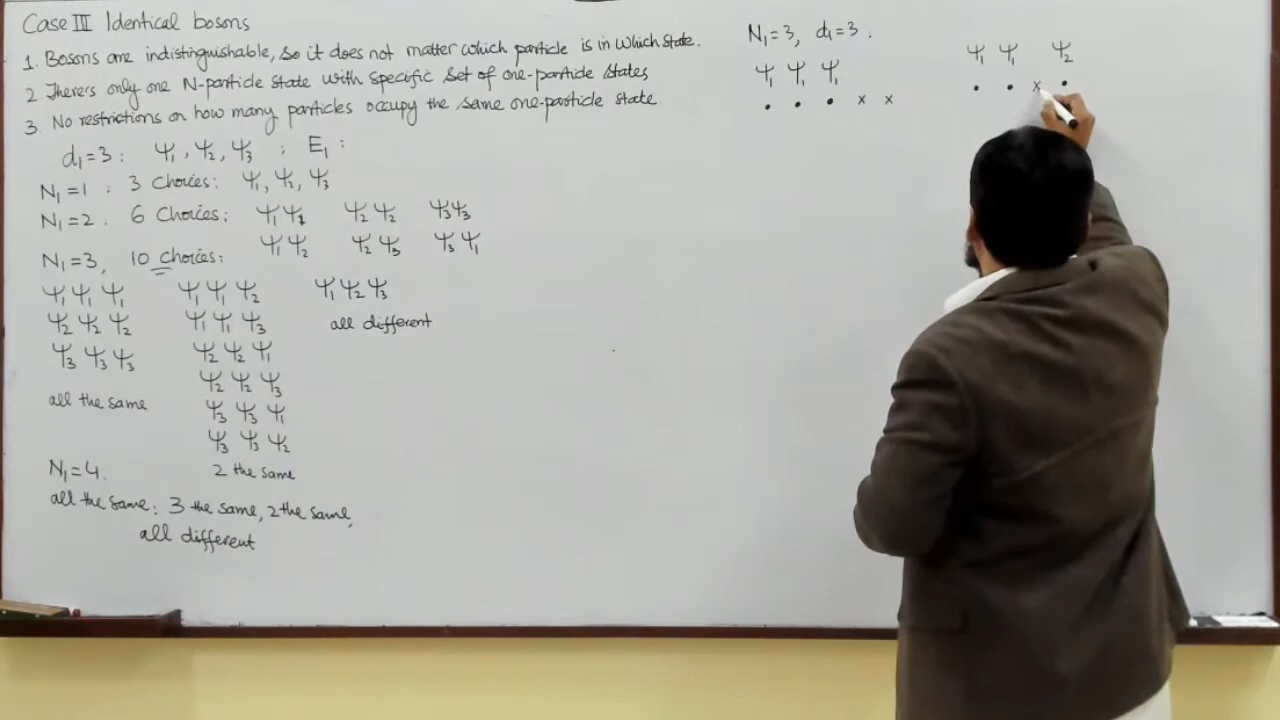 Case III Identical bosons
1. Bosons are indistinguishable, so it does not matter which particle is in which state.
2 There's only one N-particle state with specific set of one-particle states
3. No restrictions on how many particles occupy the same one-particle state
d₁=3: Ψ₁, Ψ₂, Ψ₃ ; E₁ :
N₁=1 : 3 Choices: Ψ₁, Ψ₂, Ψ₃
N₁=2. 6 Choices: Ψ₁Ψ₁ Ψ₂Ψ₂ Ψ₃Ψ₃
Ψ₁Ψ₂ Ψ₂Ψ₃ Ψ₃Ψ₁
N₁=3, 10 Choices:
Ψ₁Ψ₁Ψ₁ Ψ₁Ψ₁Ψ₂ Ψ₁Ψ₂Ψ₃
Ψ₂Ψ₂Ψ₂ Ψ₁Ψ₁Ψ₃ all different
Ψ₃Ψ₃Ψ₃ Ψ₂Ψ₂Ψ₁
Ψ₂Ψ₂Ψ₃
all the same Ψ₃Ψ₃Ψ₁
Ψ₃Ψ₃Ψ₂
N₁=4. 2 the same
all the same, 3 the same, 2 the same,
all different
N₁=3, d₁=3.
Ψ₁ Ψ₁ Ψ₁
• • • x x
Ψ₁ Ψ₁ Ψ₂
• • x •